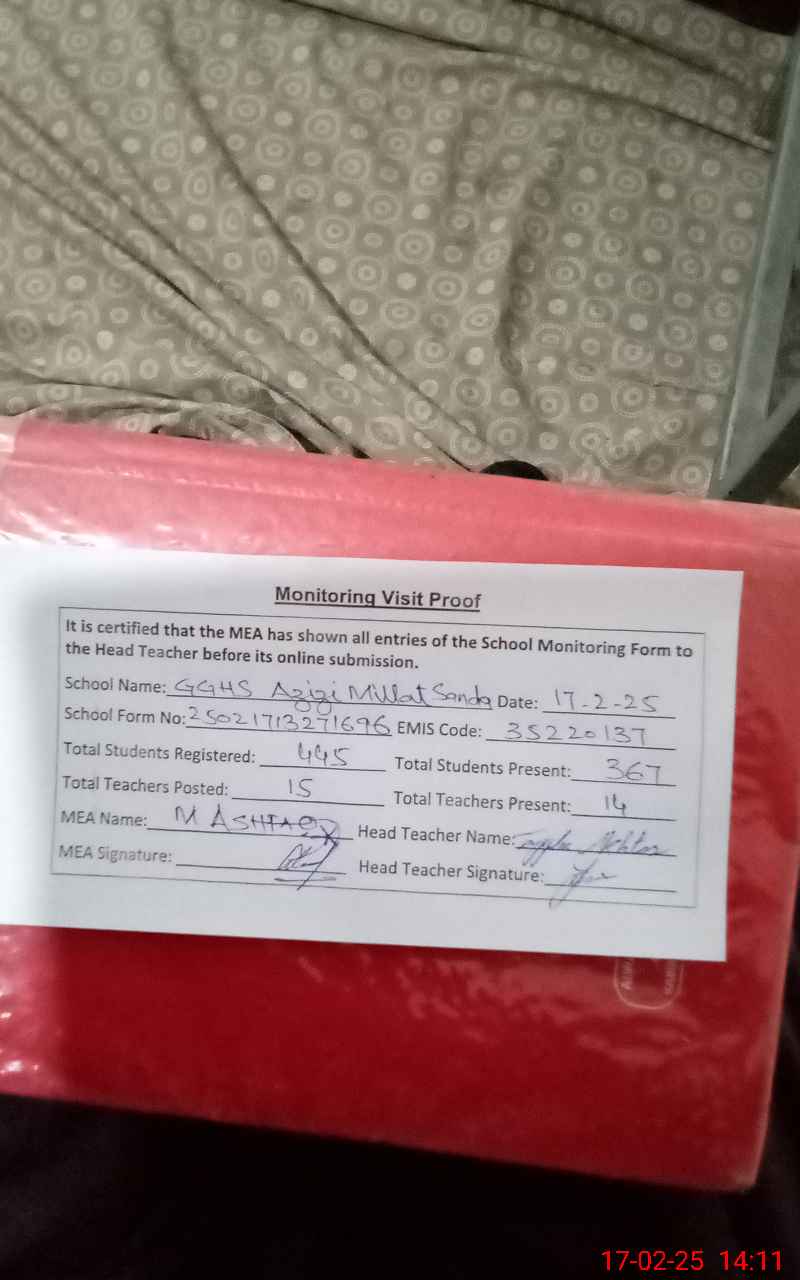 Monitoring Visit Proof
It is certified that the MEA has shown all entries of the School Monitoring Form to
the Head Teacher before its online submission.
School Name: GGHS Azizi Millat Sanda Date: 17-2-25
School Form No: 25021713271696 EMIS Code: 35220137
Total Students Registered: 445 Total Students Present: 367
Total Teachers Posted: 15 Total Teachers Present: 14
MEA Name: M ASHFAQ Head Teacher Name:
MEA Signature: Head Teacher Signature:
17-02-25 14:11